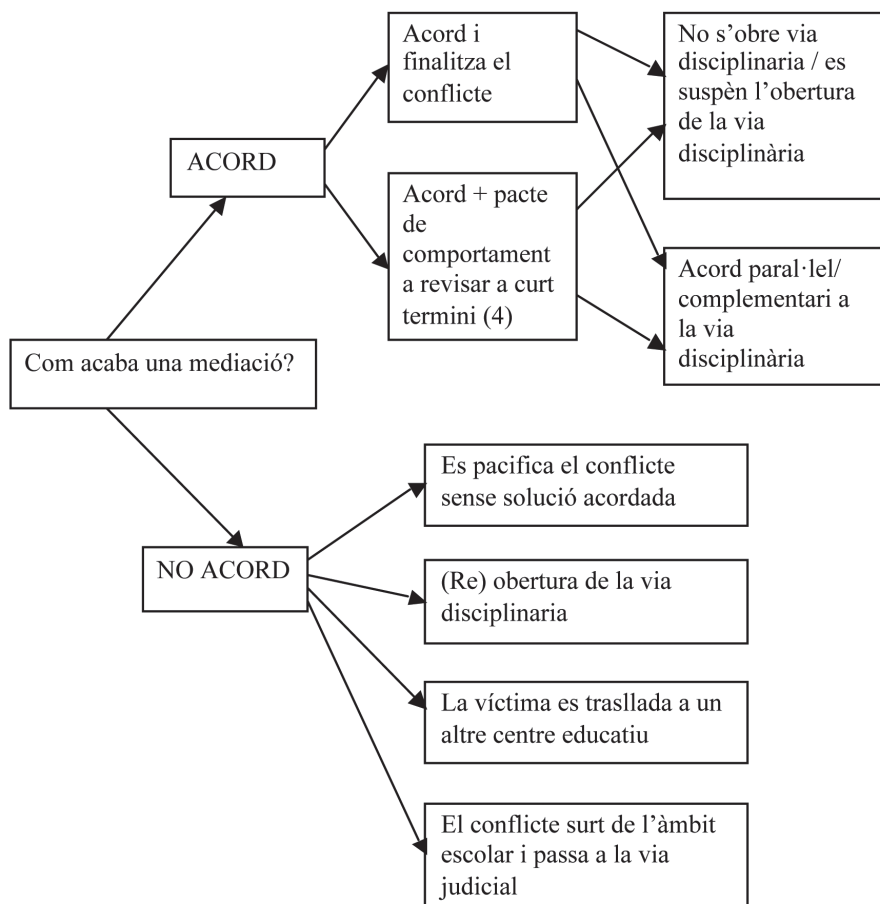 Acord i
finalitza el
conflicte
No s’obre via
disciplinaria / es
suspèn l’obertura
de la via
disciplinària
ACORD
Acord + pacte
de
comportament
a revisar a curt
termini (4)
Acord paral·lel/
complementari a
la via
disciplinària
Com acaba una mediació?
Es pacifica el conflicte
sense solució acordada
NO ACORD
(Re) obertura de la via
disciplinaria
La víctima es trasllada a un
altre centre educatiu
El conflicte surt de l’àmbit
escolar i passa a la via
judicial